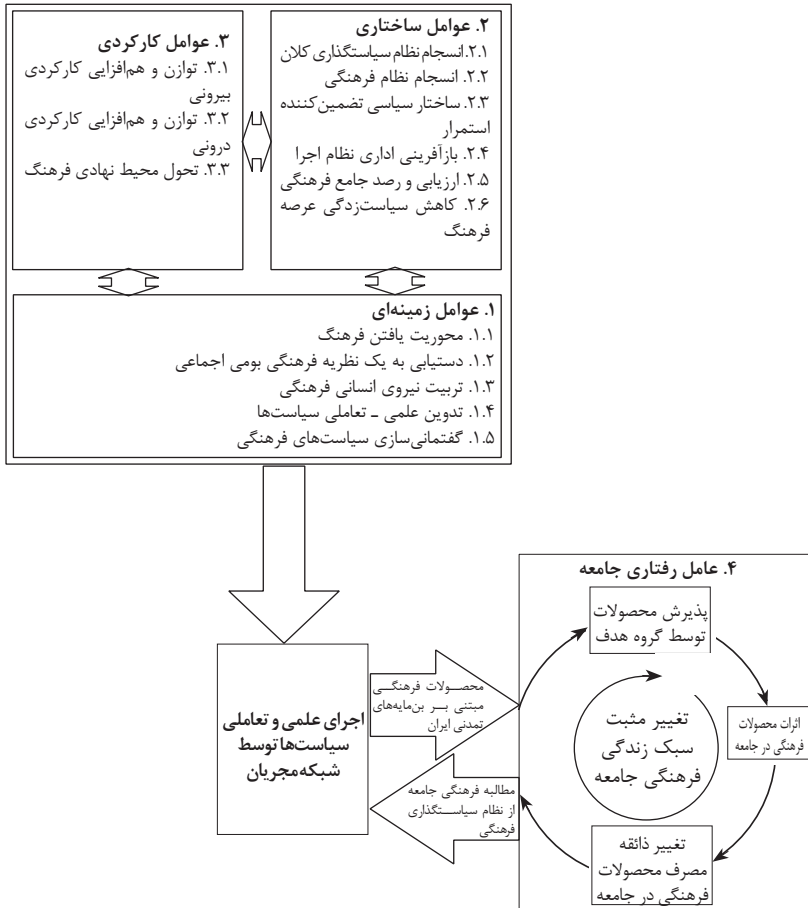 ۲. عوامل ساختاری
۲.۱.انسجام نظام سیاستگذاری کلان
۲.۲. انسجام نظام فرهنگی
۲.۳. ساختار سیاسی تضمین‌کننده
استمرار
۲.۴. بازآفرینی اداری نظام اجرا
۲.۵. ارزیابی و رصد جامع فرهنگی
۲.۶. کاهش سیاست‌زدگی عرصه
فرهنگ
۳. عوامل کارکردی
۳.۱. توازن و هم‌افزایی کارکردی
بیرونی
۳.۲. توازن و هم‌افزایی کارکردی
درونی
۳.۳. تحول محیط نهادی فرهنگ
۱. عوامل زمینه‌ای
۱.۱. محوریت یافتن فرهنگ
۱.۲. دستیابی به یک نظریه فرهنگی بومی اجماعی
۱.۳. تربیت نیروی انسانی فرهنگی
۱.۴. تدوین علمی ـ تعاملی سیاست‌ها
۱.۵. گفتمانی‌سازی سیاست‌های فرهنگی
اجرای علمی و تعاملی
سیاست‌ها توسط
شبکه مجریان
محصــولات فرهنگــی
مبتنی بــر بن‌مایه‌های
تمدنی ایران
مطالبه فرهنگی جامعه
از نظام سیاســتگذاری
فرهنگی
۴. عامل رفتاری جامعه
پذیرش محصولات
توسط گروه هدف
اثرات محصولات
فرهنگی در جامعه
تغییر مثبت
سبک زندگی
فرهنگی جامعه
تغییر ذائقه
مصرف محصولات
فرهنگی در جامعه